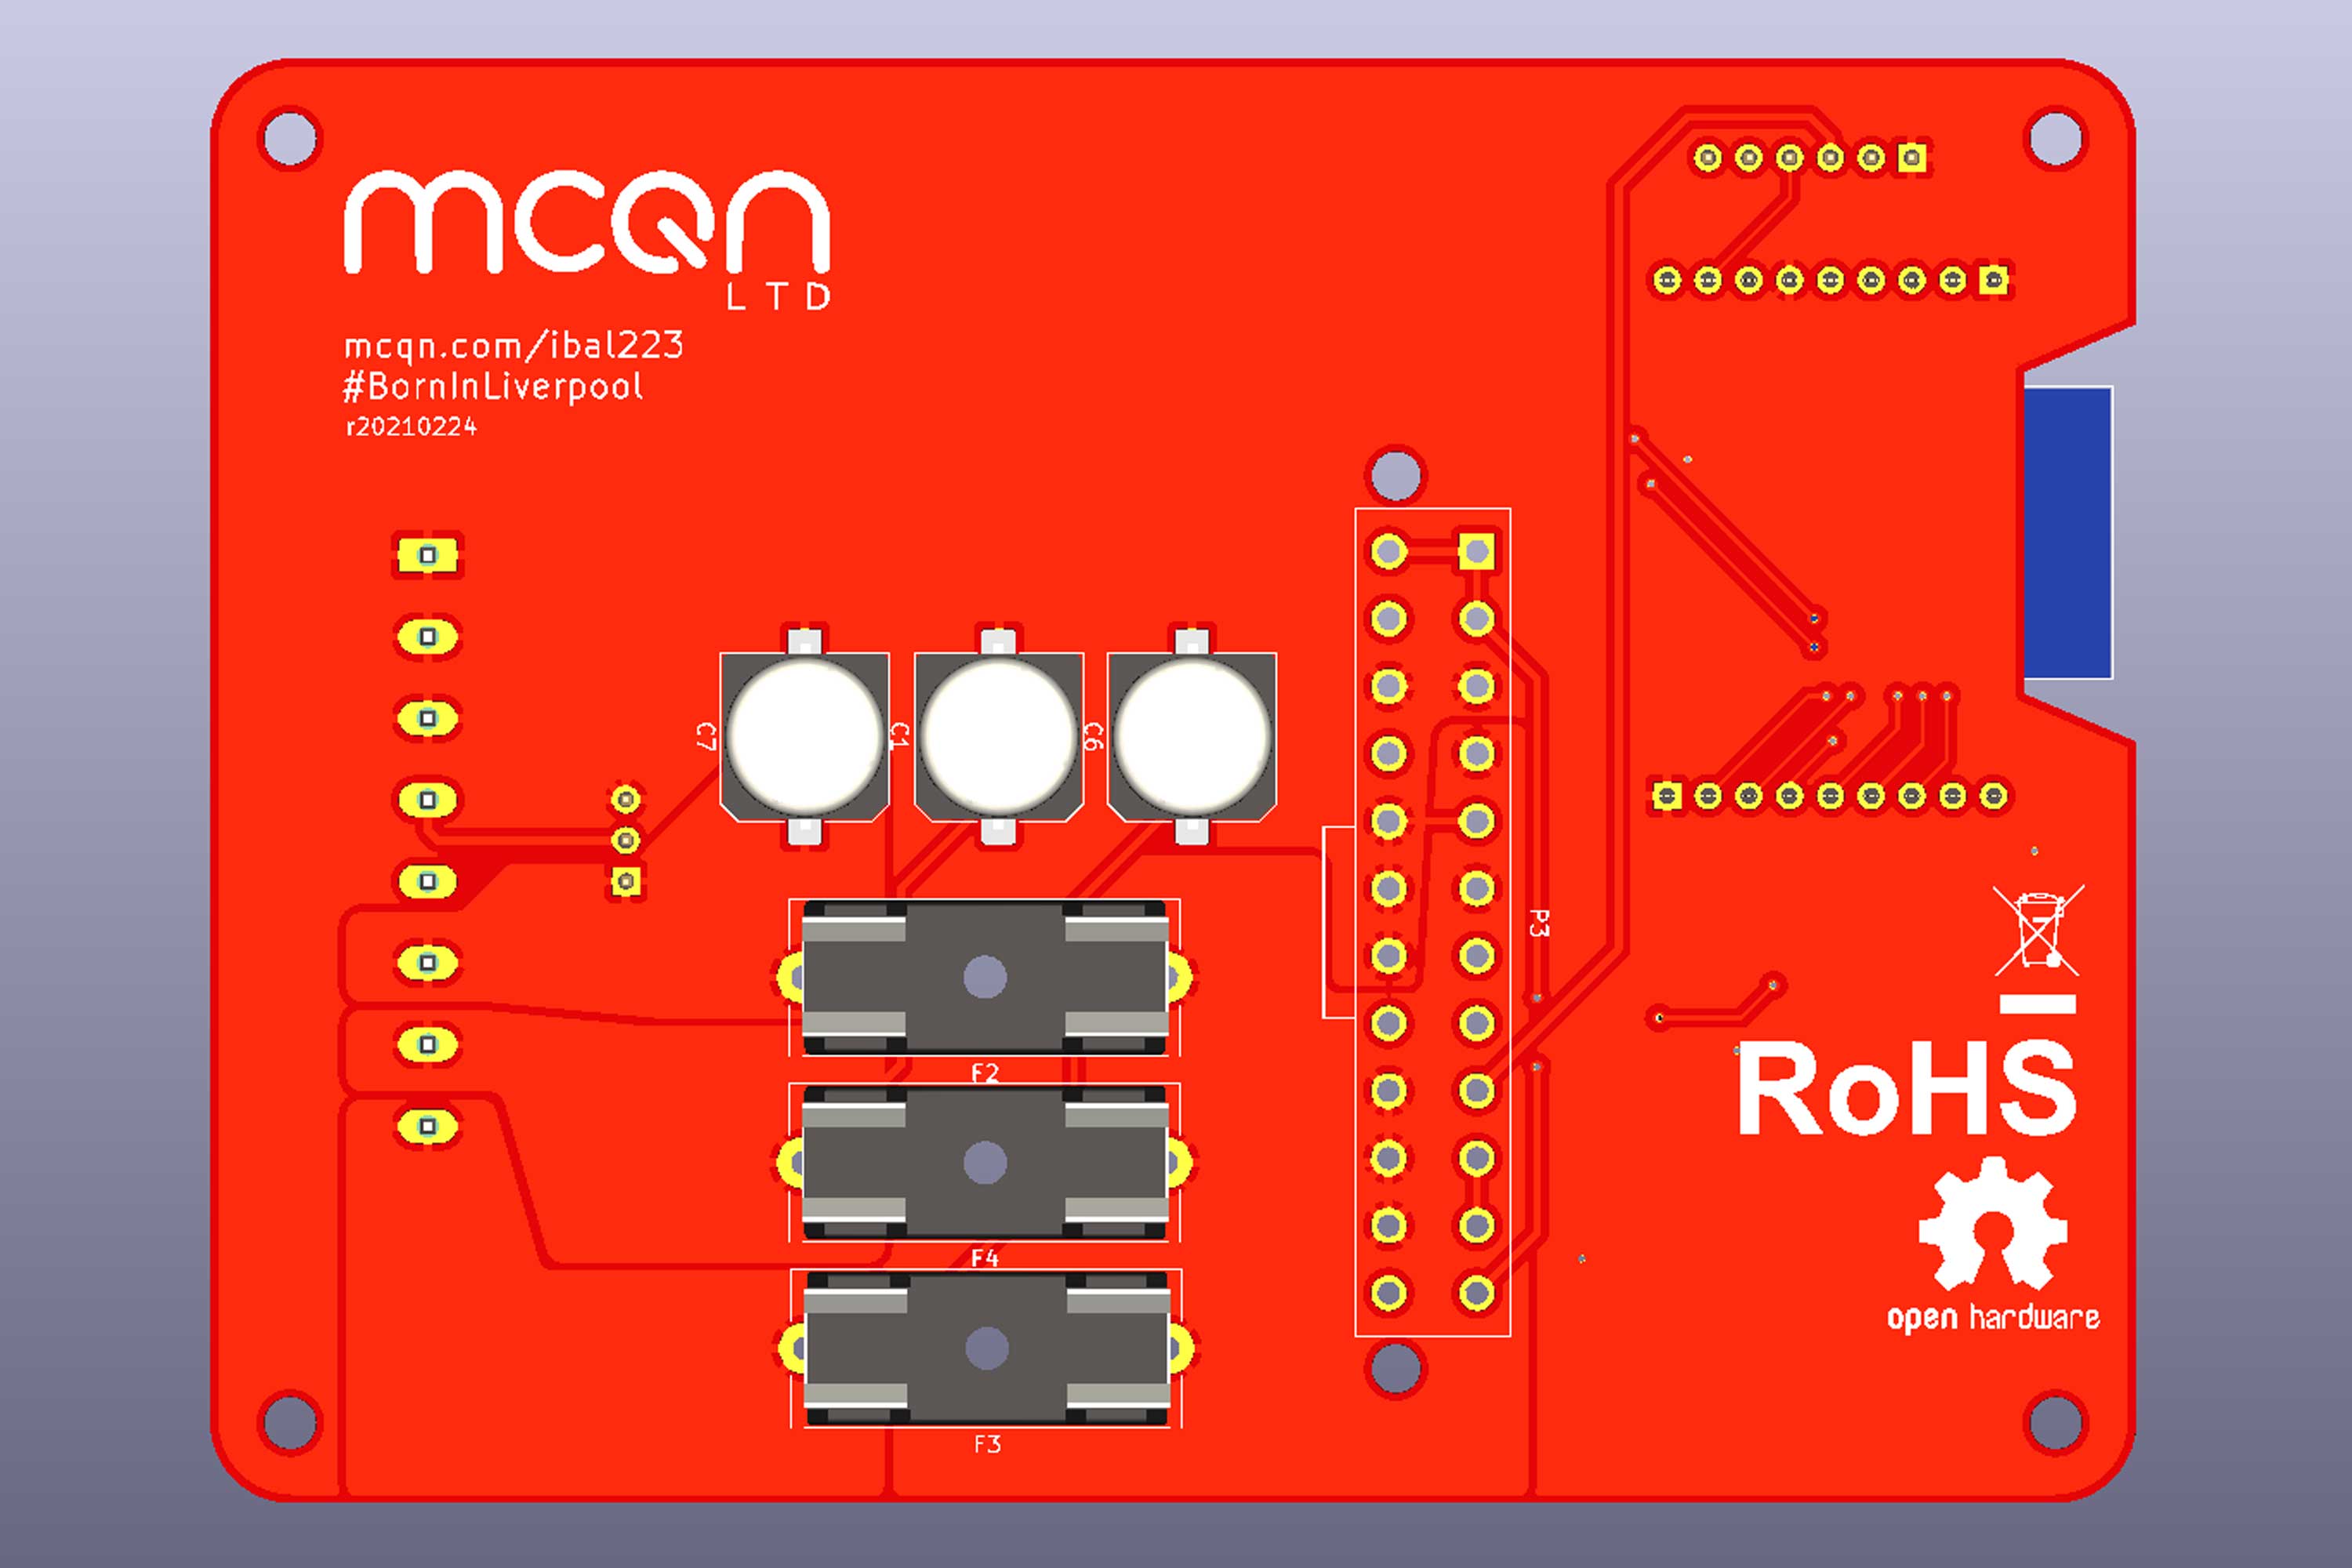 mcqn
LTD
mcqn.com/ibal223
#BornInLiverpool
r20210224
C7
C1
C6
P3
F2
F4
F3
RoHS
open hardware